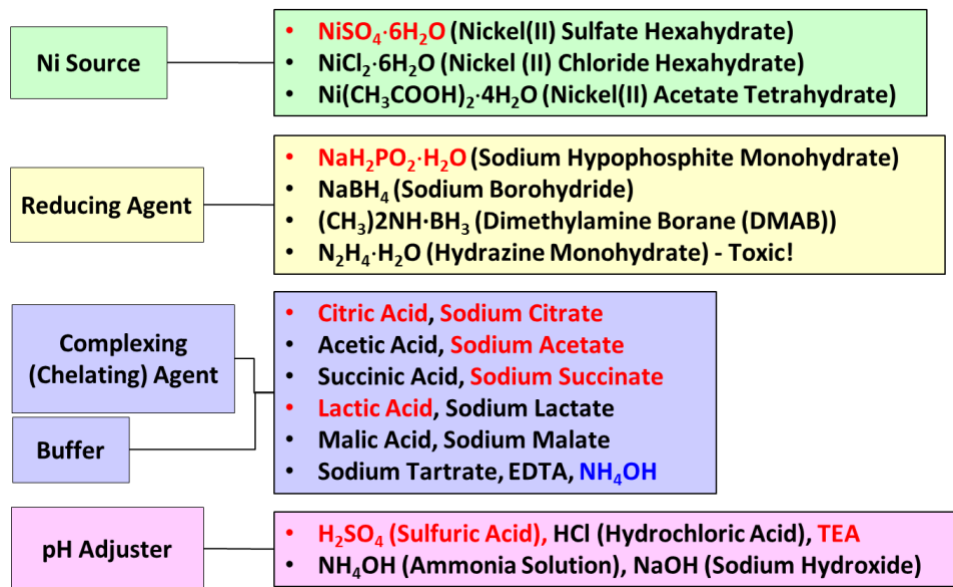 Ni Source
• NiSO₄·6H₂O (Nickel(II) Sulfate Hexahydrate)
• NiCl₂·6H₂O (Nickel (II) Chloride Hexahydrate)
• Ni(CH₃COOH)₂·4H₂O (Nickel(II) Acetate Tetrahydrate)
Reducing Agent
• NaH₂PO₂·H₂O (Sodium Hypophosphite Monohydrate)
• NaBH₄ (Sodium Borohydride)
• (CH₃)2NH·BH₃ (Dimethylamine Borane (DMAB))
• N₂H₄·H₂O (Hydrazine Monohydrate) - Toxic!
Complexing
(Chelating) Agent
Buffer
• Citric Acid, Sodium Citrate
• Acetic Acid, Sodium Acetate
• Succinic Acid, Sodium Succinate
• Lactic Acid, Sodium Lactate
• Malic Acid, Sodium Malate
• Sodium Tartrate, EDTA, NH₄OH
pH Adjuster
• H₂SO₄ (Sulfuric Acid), HCl (Hydrochloric Acid), TEA
• NH₄OH (Ammonia Solution), NaOH (Sodium Hydroxide)